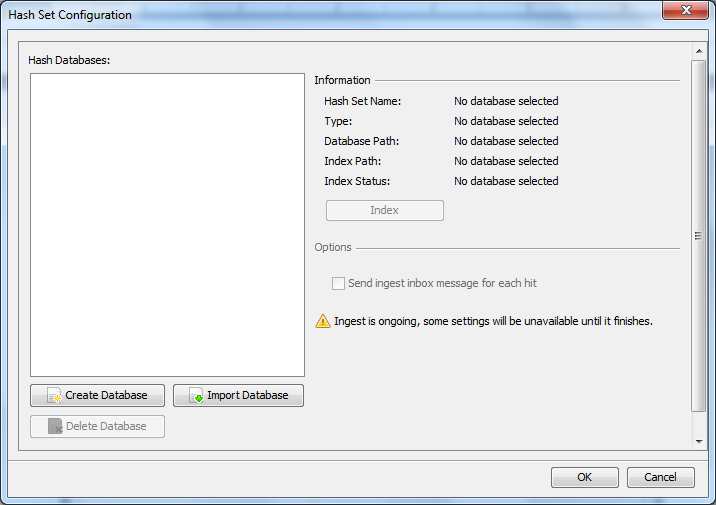 Hash Set Configuration
Hash Databases:
Information
Hash Set Name: No database selected
Type: No database selected
Database Path: No database selected
Index Path: No database selected
Index Status: No database selected
Index
Options
Send ingest inbox message for each hit
Ingest is ongoing, some settings will be unavailable until it finishes.
Create Database Import Database
Delete Database
OK Cancel